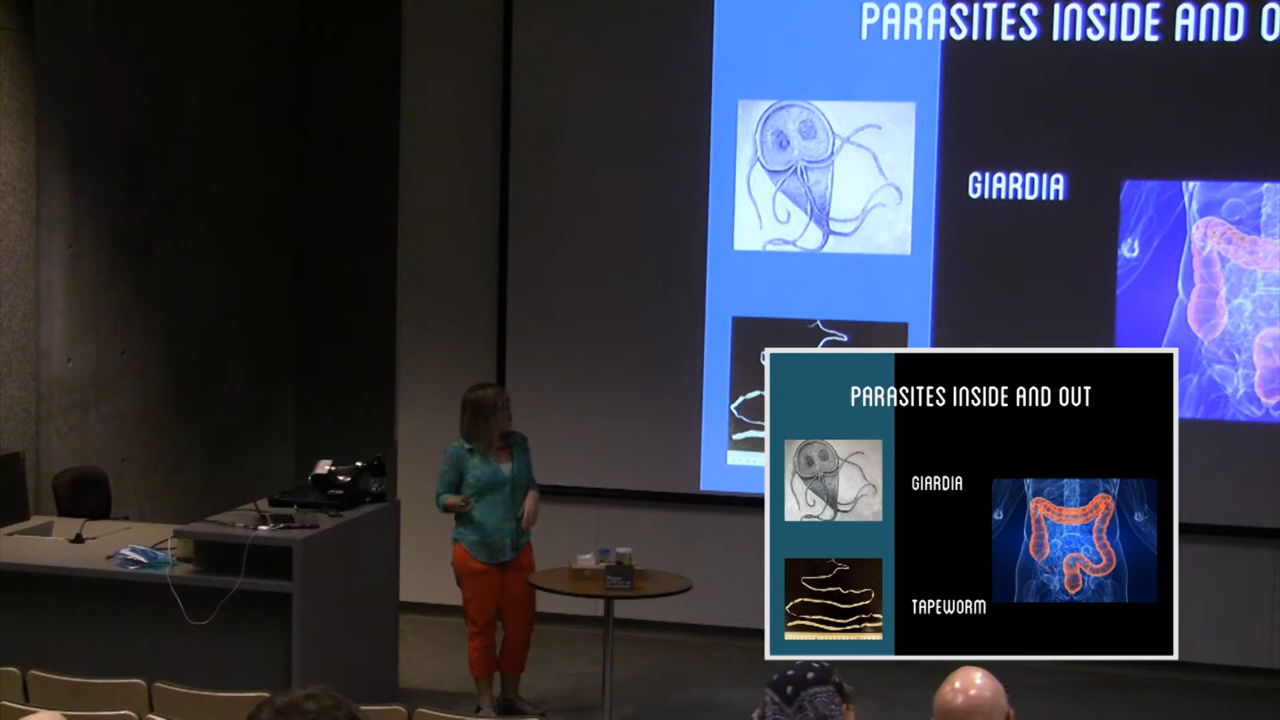 PARASITES INSIDE AND O
GIARDIA
PARASITES INSIDE AND OUT
GIARDIA
TAPEWORM